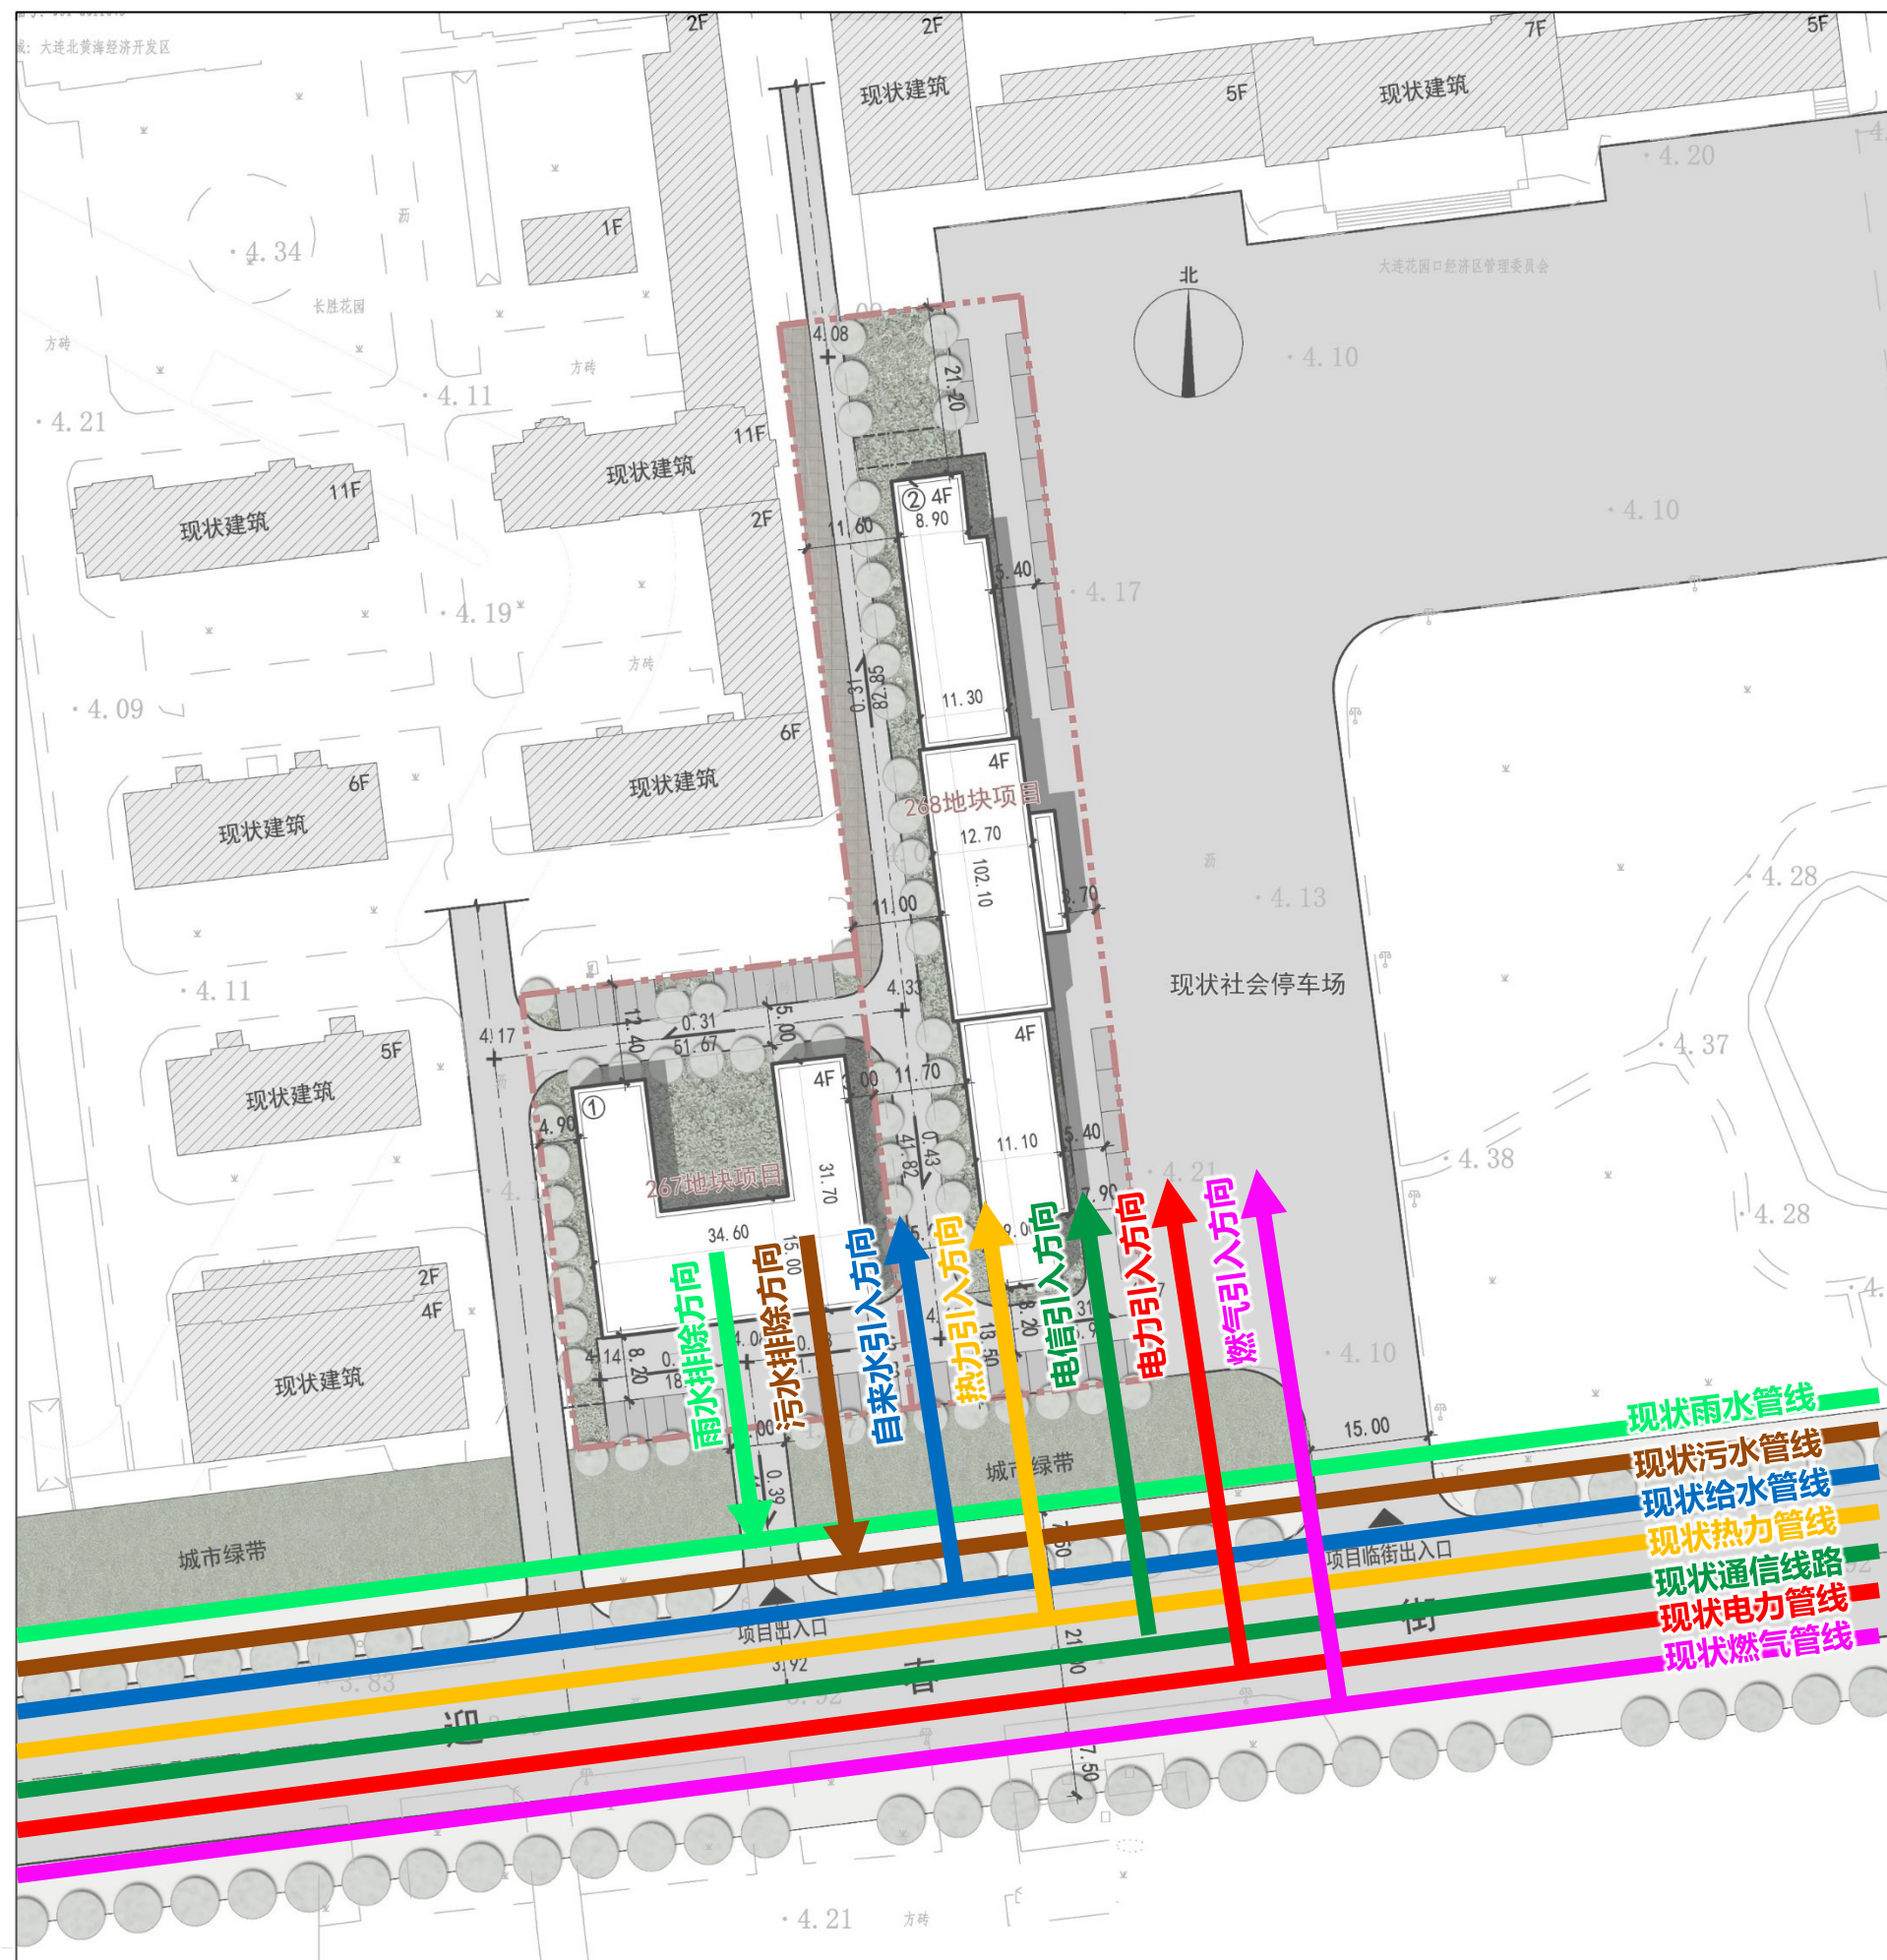 域: 大连北黄海经济开发区
2F
2F
现状建筑
5F
现状建筑
7F
5F
4.20
1F
沥
4.34
长胜花园
北
大连花园口经济区管理委员会
方砖
方砖
4.08
4.10
4.11
4.21
21.20
11F
现状建筑
11F
现状建筑
2F
② 4F
8.90
11.60
4.10
5.40
4.17
4.19
方砖
4.09
0.31
82.85
11.30
6F
现状建筑
6F
现状建筑
4F
268地块项目
12.70
102.10
沥
4.28
4.13
3.70
11.00
现状社会停车场
4.11
4.33
4.17
12.40
0.31
51.67
5.00
4F
4.37
5F
现状建筑
①
4F
11.70
4.90
41.82
0.43
11.10
5.40
4.38
4.21
267地块项目
31.70
7.90
4.28
34.60
15.00
2F
4F
现状建筑
雨水排除方向
污水排除方向
自来水引入方向
热力引入方向
电信引入方向
电力引入方向
燃气引入方向
4.14
8.20
8.20
13.50
4.10
15.00
城市绿带
城市绿带
0.39
7.50
项目出入口
项目临街出入口
现状雨水管线
现状污水管线
现状给水管线
现状热力管线
现状通信线路
现状电力管线
现状燃气管线
3.92
3.83
迎
春
街
7.50
4.21
方砖